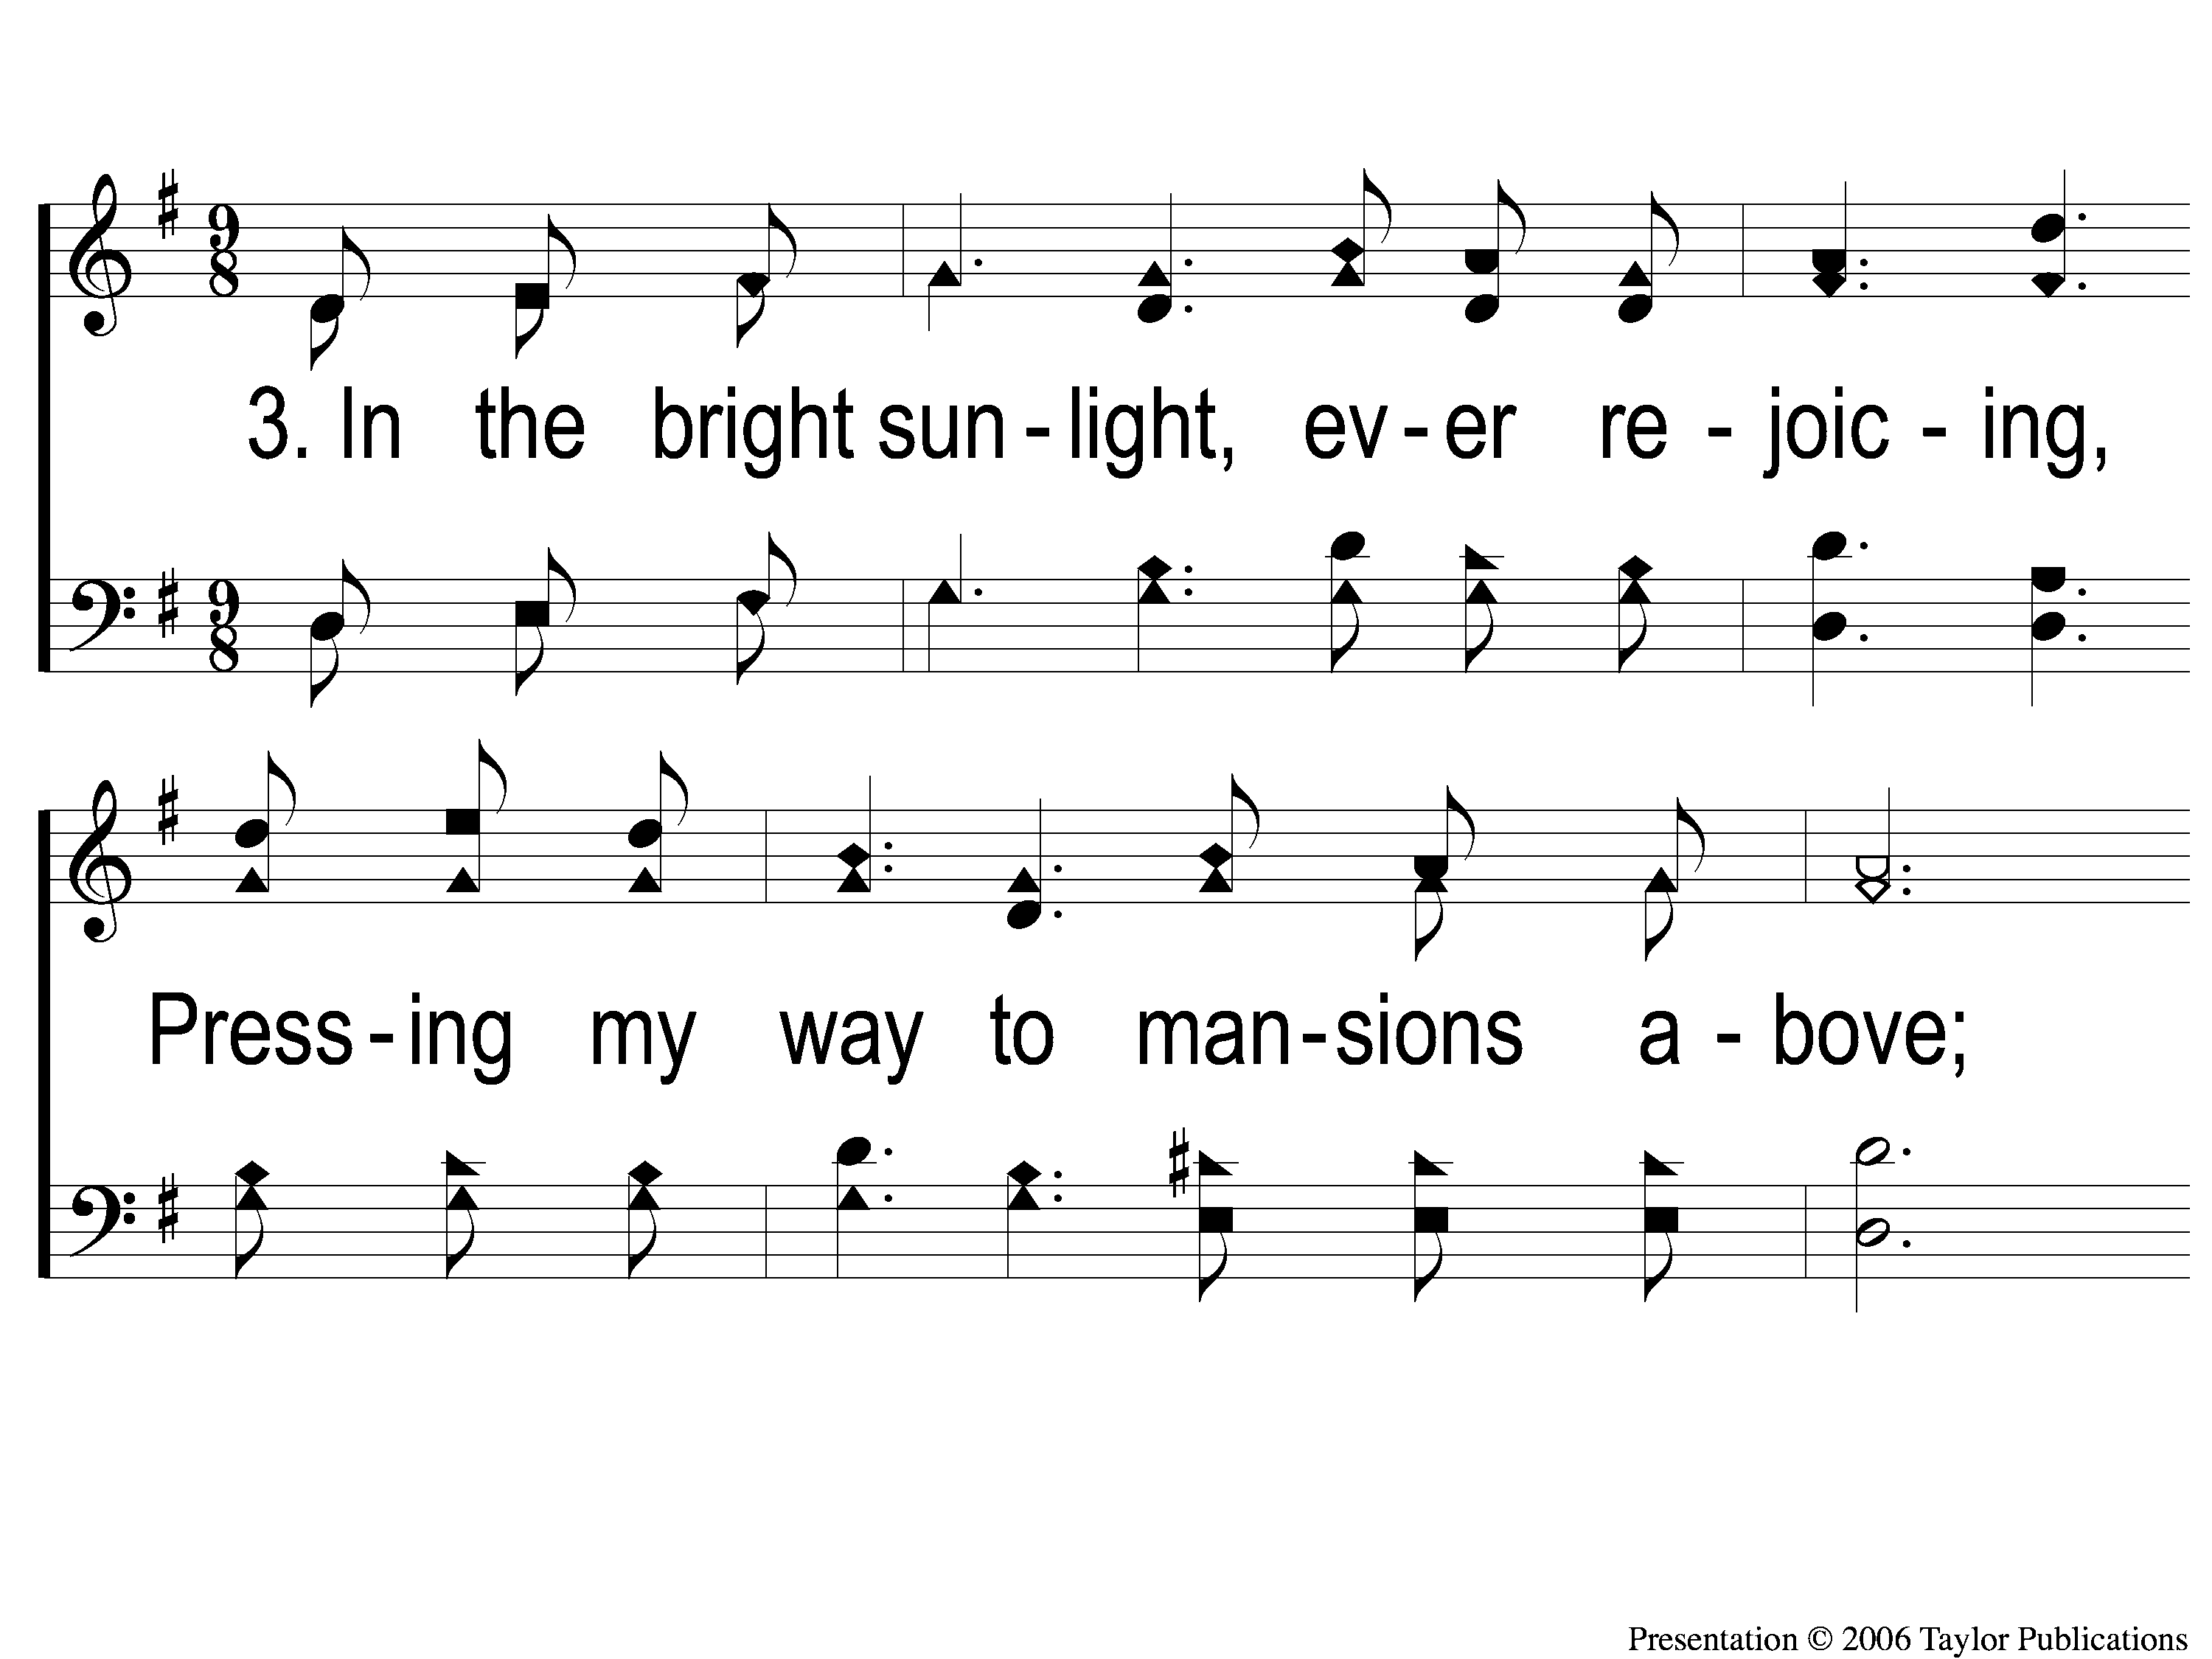 3. In the bright sun - light, ev - er re - joic - ing,
Press - ing my way to man - sions a - bove;
Presentation © 2006 Taylor Publications